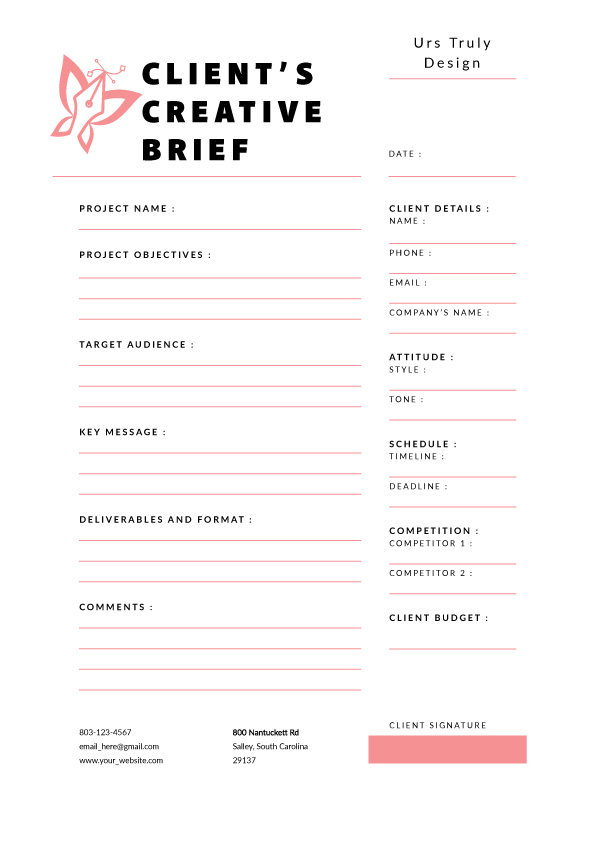 Urs Truly
Design
CLIENT'S
CREATIVE
BRIEF
DATE :
PROJECT NAME :
PROJECT OBJECTIVES :
TARGET AUDIENCE :
KEY MESSAGE :
DELIVERABLES AND FORMAT :
COMMENTS :
CLIENT DETAILS :
NAME :
PHONE :
EMAIL :
COMPANY'S NAME :
ATTITUDE :
STYLE :
TONE :
SCHEDULE :
TIMELINE :
DEADLINE :
COMPETITION :
COMPETITOR 1 :
COMPETITOR 2 :
CLIENT BUDGET :
CLIENT SIGNATURE
803-123-4567
email_here@gmail.com
www.your_website.com
800 Nantuckett Rd
Salley, South Carolina
29137